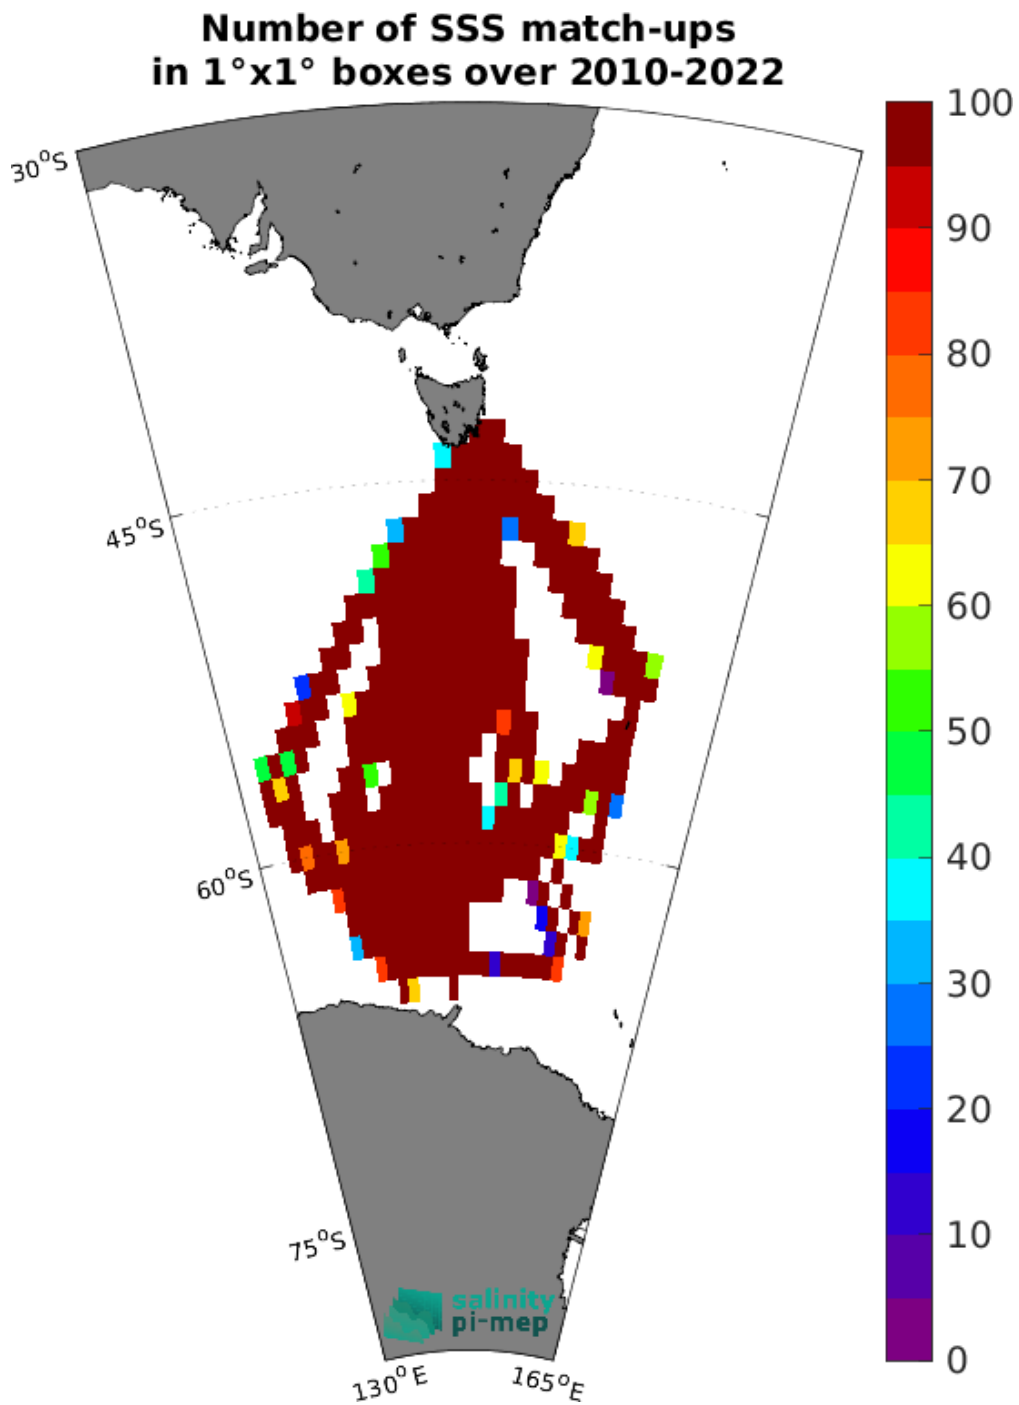 Number of SSS match-ups
in 1°x1° boxes over 2010-2022
30°S
45°S
60°S
75°S
130°E
165°E
100
90
80
70
60
50
40
30
20
10
0
salinity
pi-mep